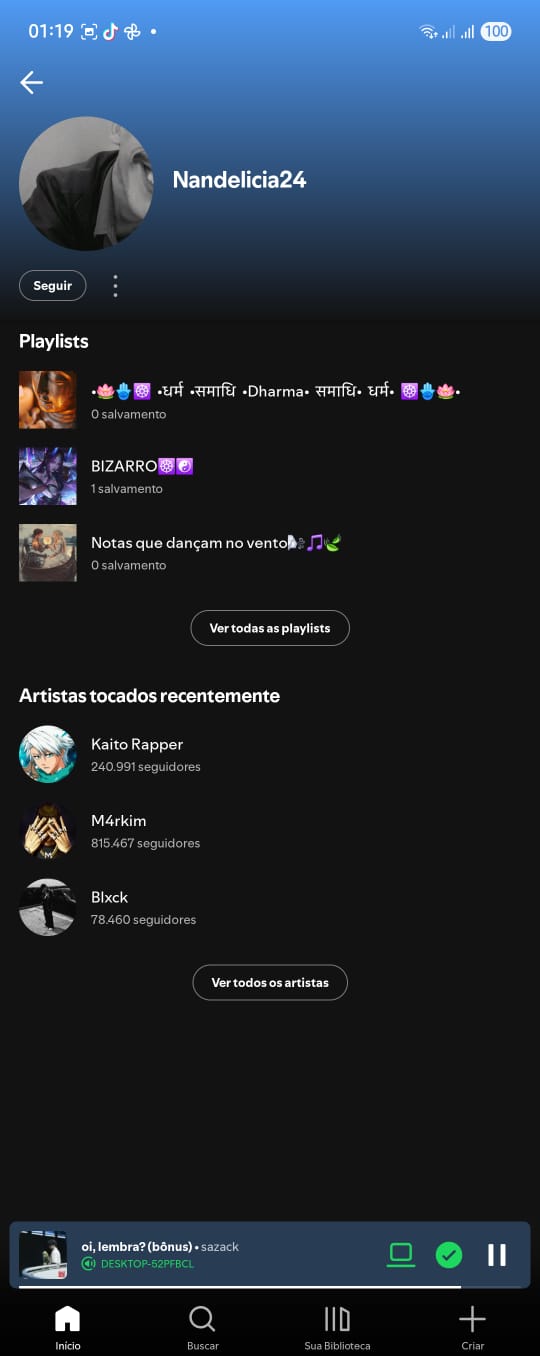 01:19
100
Nandelicia24
Seguir
Playlists
•🪷🪬☸️ •धर्म •समाधि •Dharma• समाधि• धर्म• ☸️🪬🪷•
0 salvamento
BIZARRO☸️☯️
1 salvamento
Notas que dançam no vento🌬️🎵🍃
0 salvamento
Ver todas as playlists
Artistas tocados recentemente
Kaito Rapper
240.991 seguidores
M4rkim
815.467 seguidores
Blxck
78.460 seguidores
Ver todos os artistas
oi, lembra? (bônus) • sazack
DESKTOP-52PFBCL
Início
Buscar
Sua Biblioteca
Criar